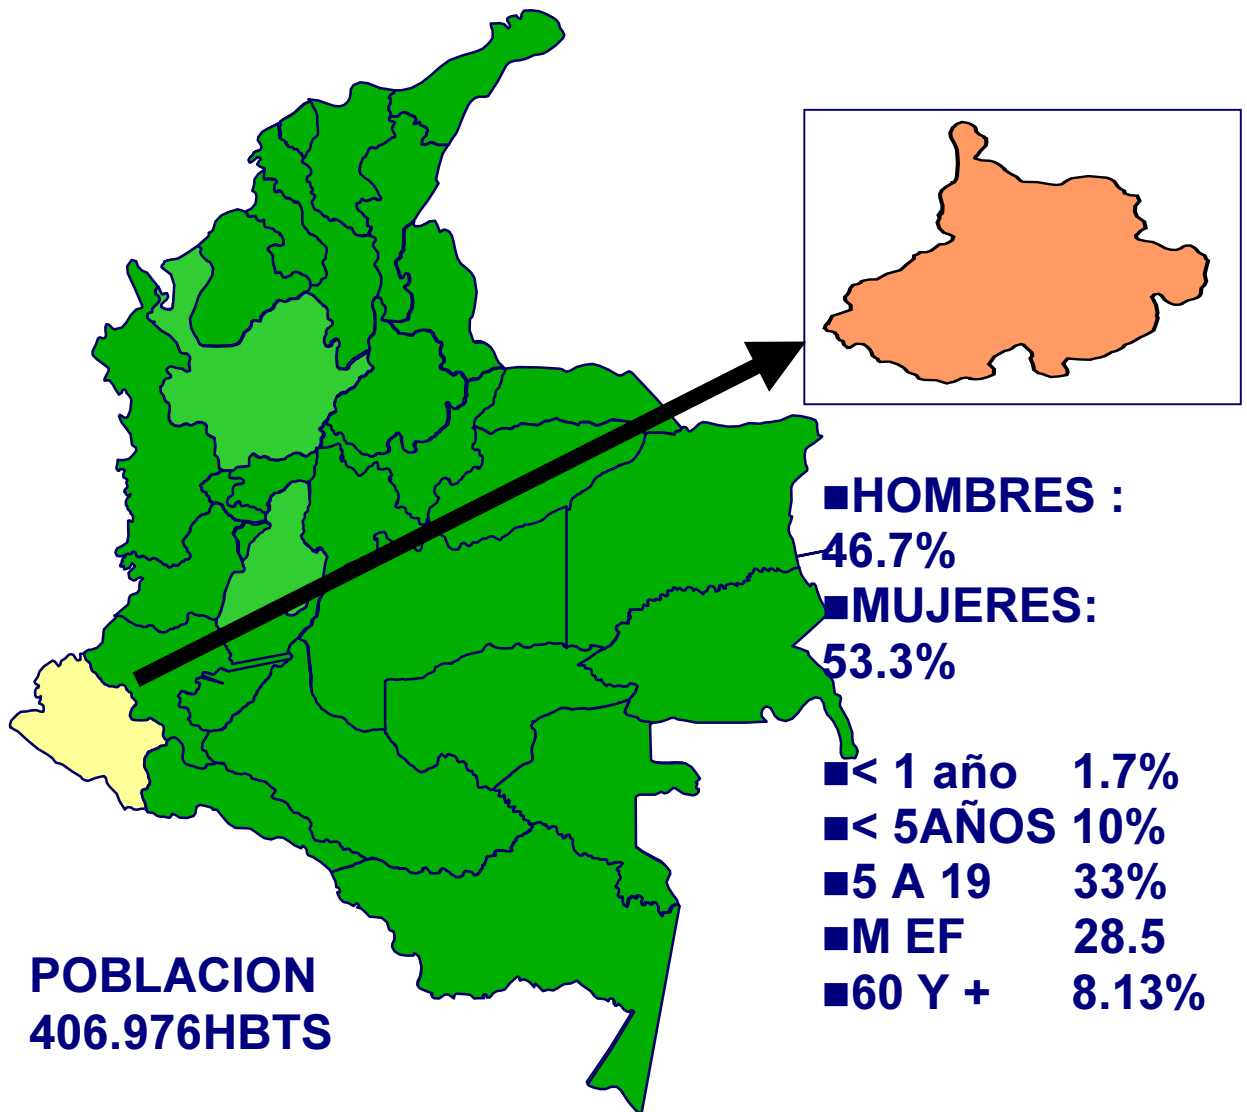 ■HOMBRES :
46.7%
■MUJERES:
53.3%
■< 1 año 1.7%
■< 5AÑOS 10%
■5 A 19 33%
■M EF 28.5
■60 Y + 8.13%
POBLACION
406.976HBTS